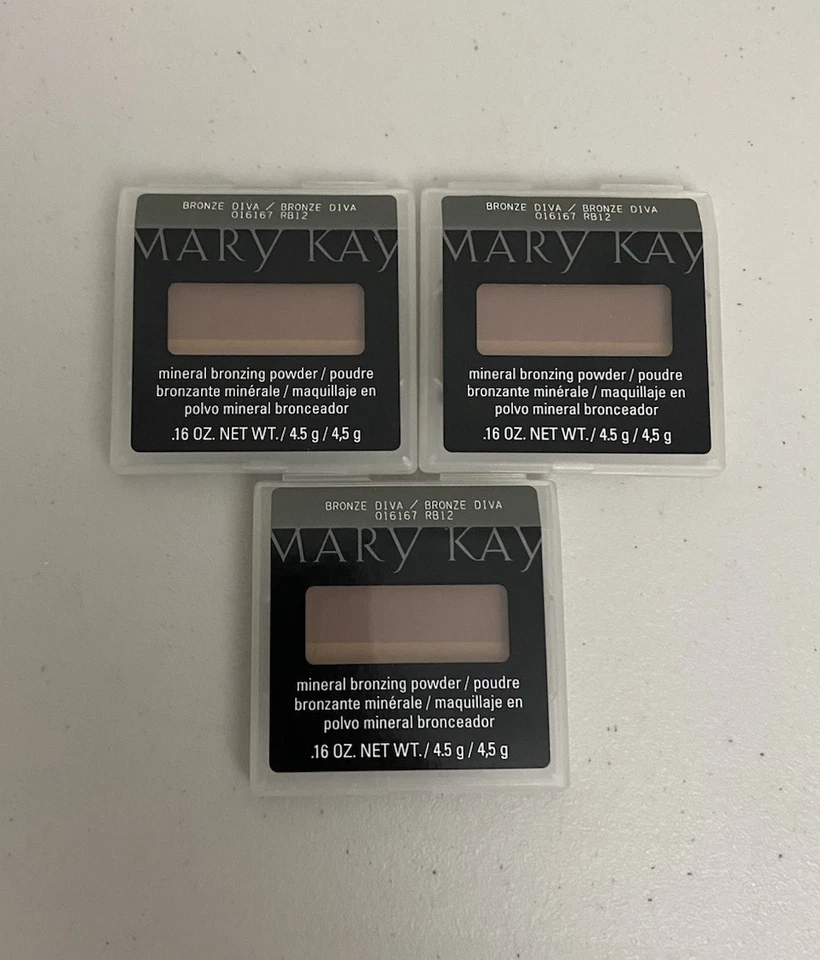 BRONZE DIVA / BRONZE DIVA
016167 RB12
MARY KAY
mineral bronzing powder / poudre
bronzante minérale / maquillaje en
polvo mineral bronceador
.16 OZ. NET WT. / 4.5 g / 4,5 g
BRONZE DIVA / BRONZE DIVA
016167 RB12
MARY KAY
mineral bronzing powder / poudre
bronzante minérale / maquillaje en
polvo mineral bronceador
.16 OZ. NET WT. / 4.5 g / 4,5 g
BRONZE DIVA / BRONZE DIVA
016167 RB12
MARY KAY
mineral bronzing powder / poudre
bronzante minérale / maquillaje en
polvo mineral bronceador
.16 OZ. NET WT. / 4.5 g / 4,5 g